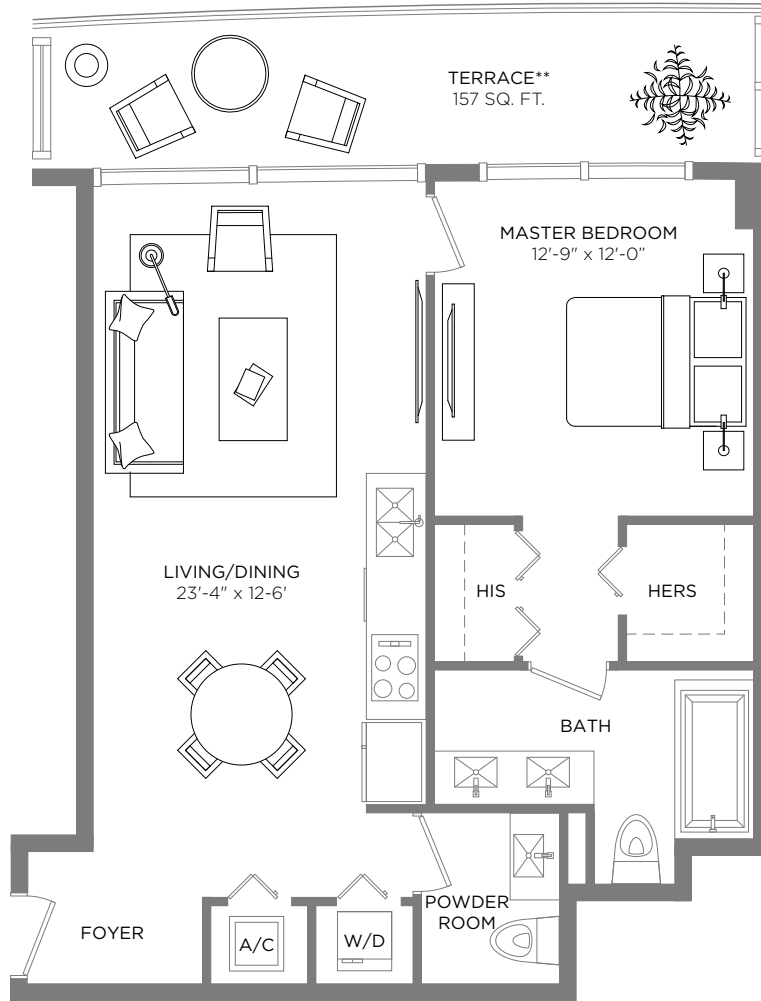 TERRACE**
157 SQ. FT.
MASTER BEDROOM
12'-9" x 12'-0”
LIVING/DINING
23'-4" x 12-6'
HIS
HERS
BATH
POWDER
ROOM
FOYER
A/C
W/D